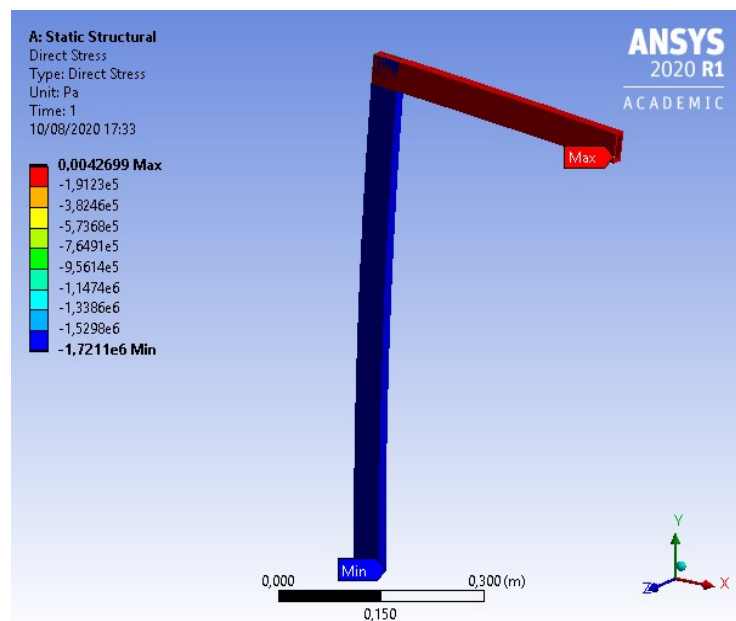 A: Static Structural
Direct Stress
Type: Direct Stress
Unit: Pa
Time: 1
10/08/2020 17:33
0,0042699 Max
-1,9123e5
-3,8246e5
-5,7368e5
-7,6491e5
-9,5614e5
-1,1474e6
-1,3386e6
-1,5298e6
-1,7211e6 Min
ANSYS
2020 R1
ACADEMIC
Max
Min
0,000
0,300 (m)
0,150
Y
Z
X